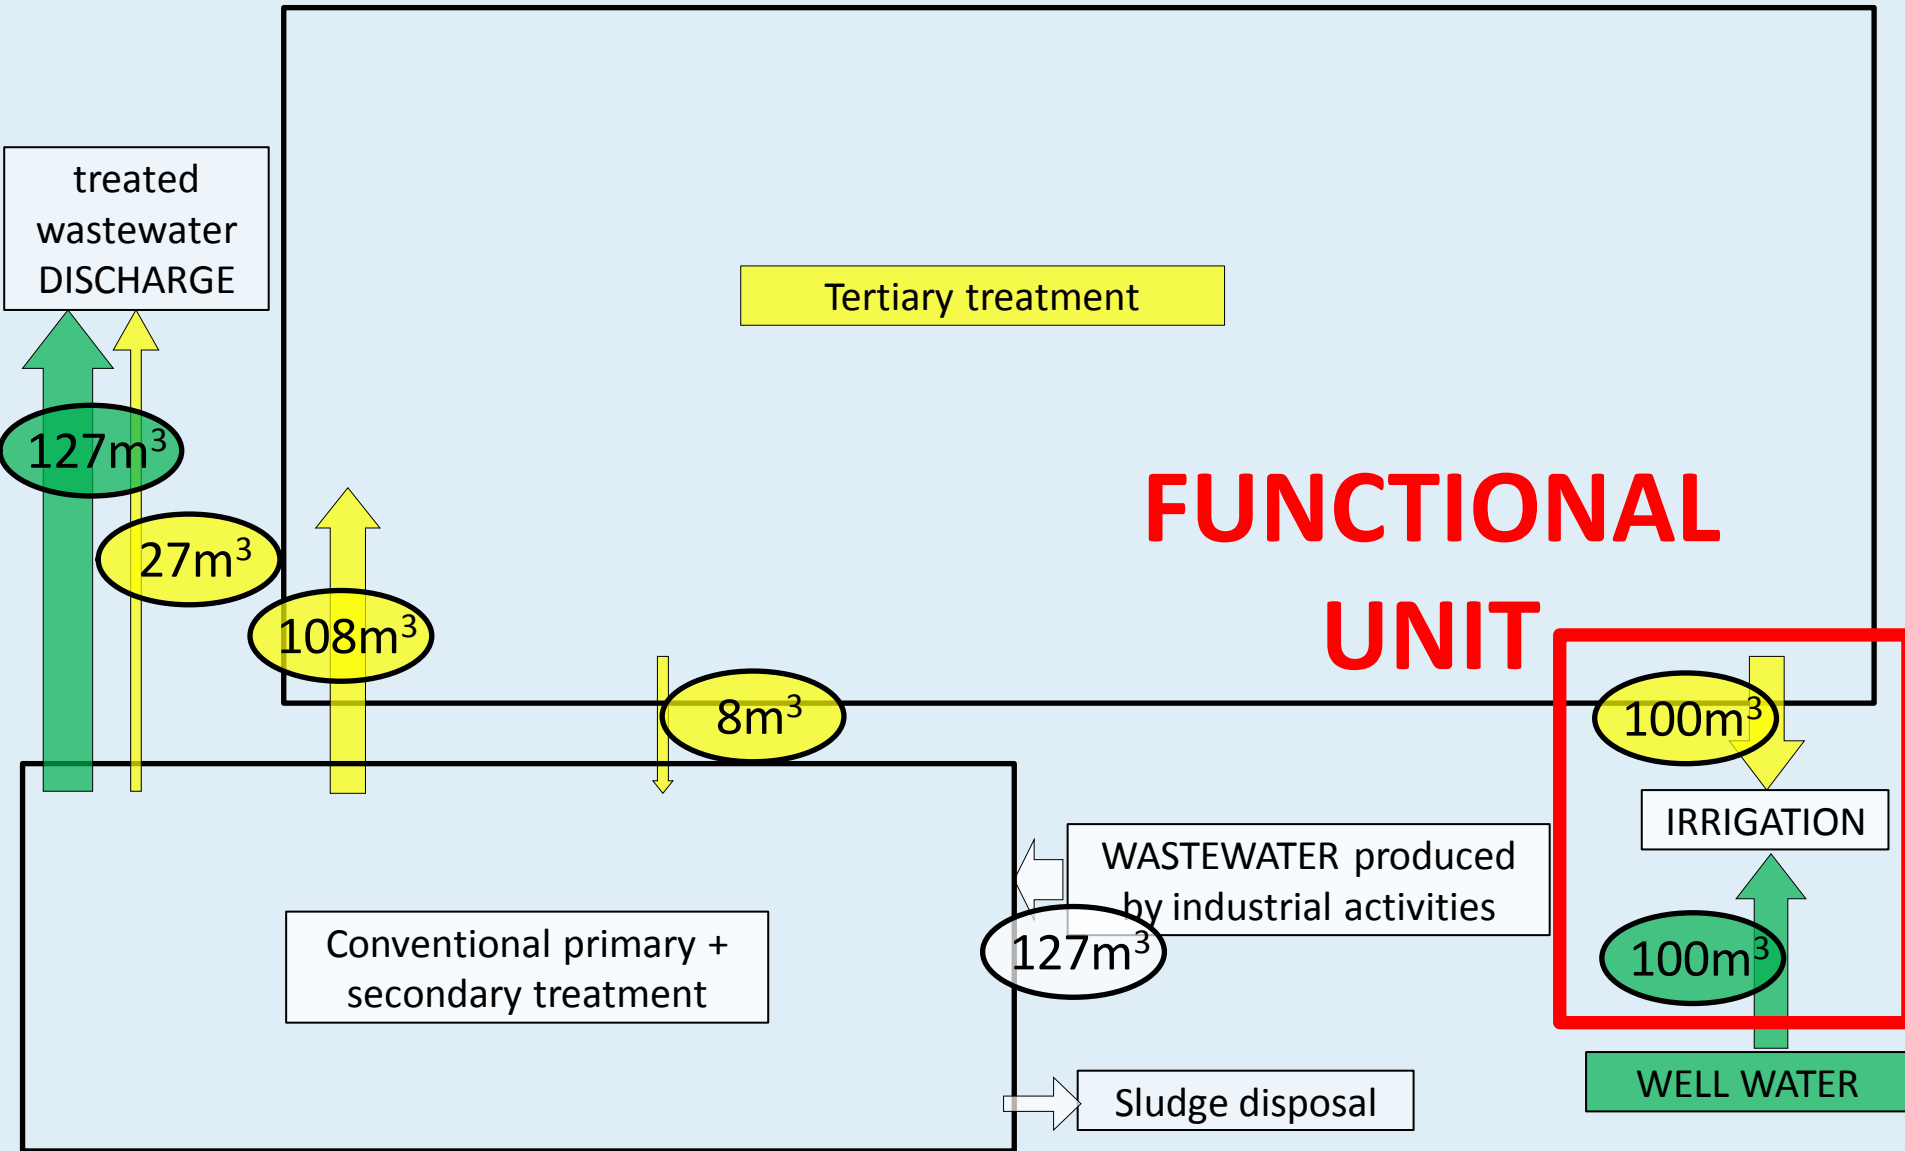 treated
wastewater
DISCHARGE
Tertiary treatment
127m³
27m³
108m³
FUNCTIONAL
UNIT
8m³
100m³
IRRIGATION
WASTEWATER produced
by industrial activities
127m³
Conventional primary +
secondary treatment
100m³
Sludge disposal
WELL WATER